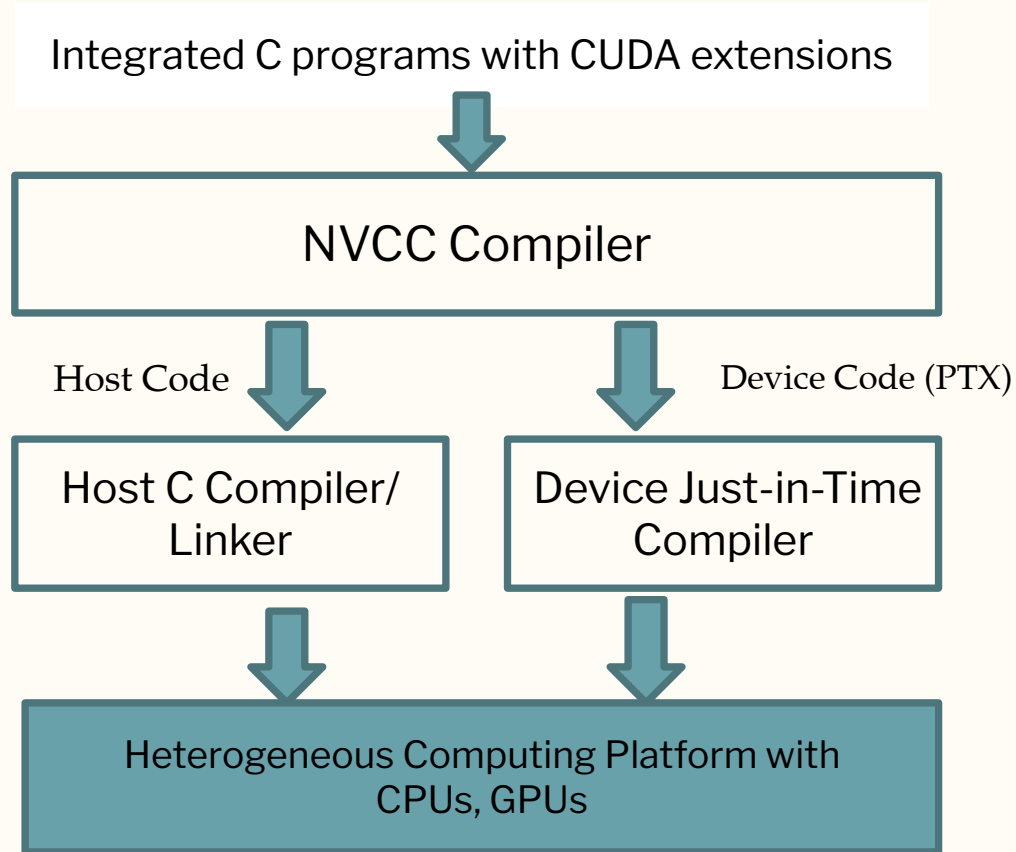 Integrated C programs with CUDA extensions
NVCC Compiler
Host Code
Device Code (PTX)
Host C Compiler/
Linker
Device Just-in-Time
Compiler
Heterogeneous Computing Platform with
CPUs, GPUs